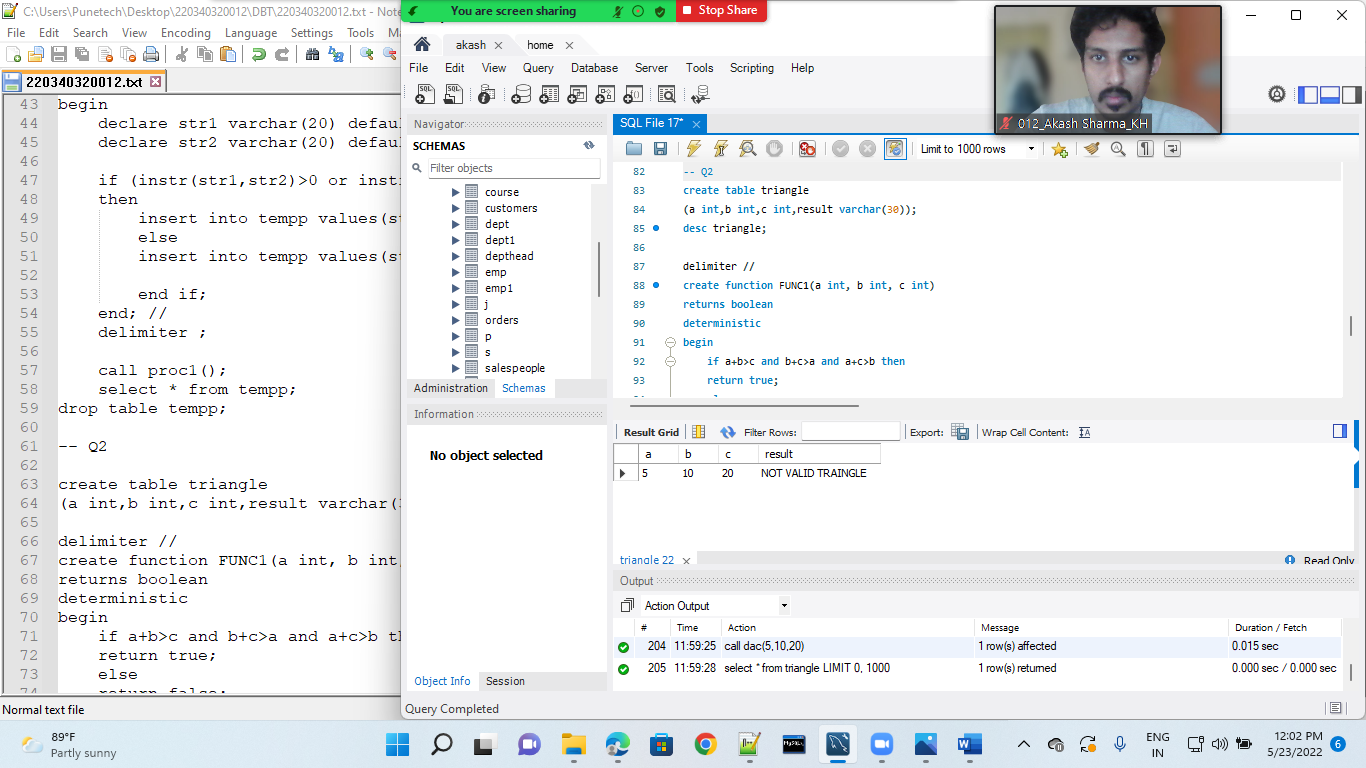 C:\Users\Punetech\Desktop\220340320012\DBT\220340320012.txt - Note
File Edit Search View Encoding Language Settings Tools Ma
220340320012.txt
43 begin
44 declare str1 varchar(20) defaul
45 declare str2 varchar(20) defaul
46
47 if (instr(str1,str2)>0 or instr
48 then
49 insert into tempp values(st
50 else
51 insert into tempp values(st
52
53 end if;
54 end; //
55 delimiter ;
56
57 call proc1();
58 select * from tempp;
59 drop table tempp;
60
61 -- Q2
62
63 create table triangle
64 (a int,b int,c int,result varchar(3
65
66 delimiter //
67 create function FUNC1(a int, b int,
68 returns boolean
69 deterministic
70 begin
71 if a+b>c and b+c>a and a+c>b th
72 return true;
73 else
74 return false;
Normal text file
You are screen sharing
Stop Share
akash
home
File Edit View Query Database Server Tools Scripting Help
012_Akash Sharma_KH
Navigator
SCHEMAS
Filter objects
course
customers
dept
dept1
depthead
emp
emp1
j
orders
p
s
salespeople
Administration Schemas
Information
No object selected
Object Info Session
Query Completed
SQL File 17*
Limit to 1000 rows
82 -- Q2
83 create table triangle
84 (a int,b int,c int,result varchar(30));
85 desc triangle;
86
87 delimiter //
88 create function FUNC1(a int, b int, c int)
89 returns boolean
90 deterministic
91 begin
92 if a+b>c and b+c>a and a+c>b then
93 return true;
Result Grid Filter Rows: Export: Wrap Cell Content:
a b c result
5 10 20 NOT VALID TRAINGLE
triangle 22
Read Only
Output
Action Output
# Time Action Message Duration / Fetch
204 11:59:25 call dac(5,10,20) 1 row(s) affected 0.015 sec
205 11:59:28 select * from triangle LIMIT 0, 1000 1 row(s) returned 0.000 sec / 0.000 sec
89°F
Partly sunny
ENG
IN
12:02 PM
5/23/2022
6